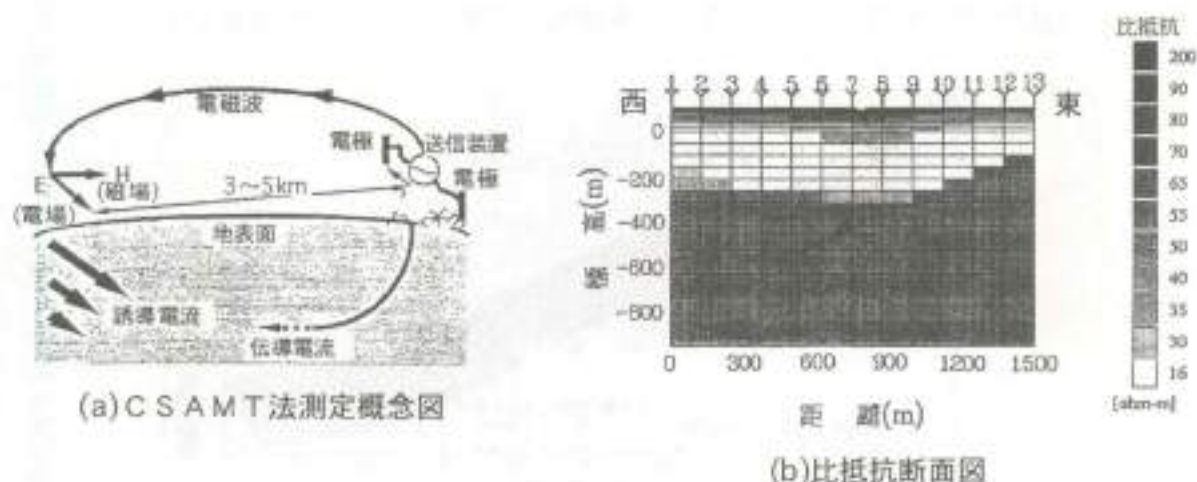 電磁波
電極
送信装置
電極
E
(電場)
H
(磁場)
3~5km
地表面
誘導電流
伝導電流
(a)CSAMT法測定概念図
西
1 2 3 4 5 6 7 8 9 10 11 12 13
東
標 高(m)
0
-200
-400
-600
-800
0 300 600 900 1200 1500
距 離(m)
(b)比抵抗断面図
比抵抗
200
90
80
70
65
55
50
40
35
30
16
[ohm-m]